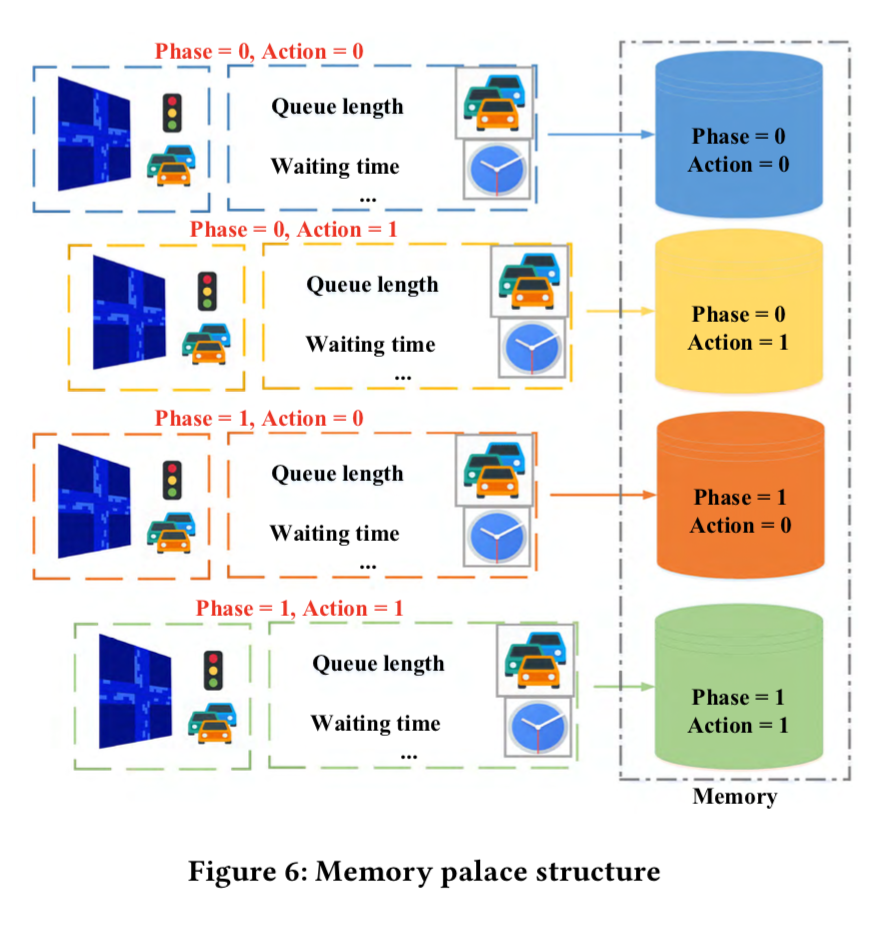 Phase = 0, Action = 0
Queue length
Waiting time
...
Phase = 0
Action = 0
Phase = 0, Action = 1
Queue length
Waiting time
...
Phase = 0
Action = 1
Phase = 1, Action = 0
Queue length
Waiting time
...
Phase = 1
Action = 0
Phase = 1, Action = 1
Queue length
Waiting time
...
Phase = 1
Action = 1
Memory
Figure 6: Memory palace structure